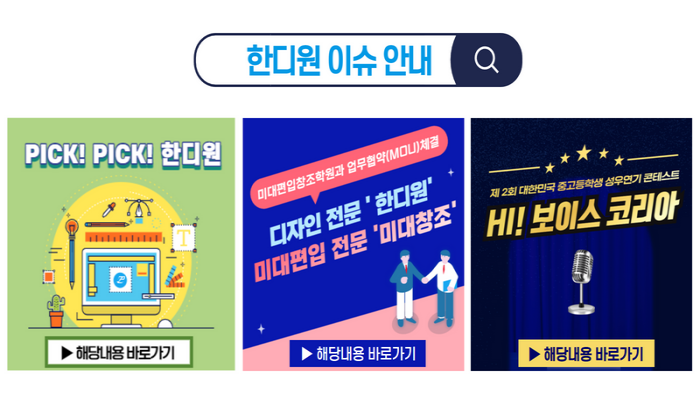 한디원 이슈 안내
PICK! PICK! 한디원
T
▶ 해당내용 바로가기
미대편입창조학원과 업무협약(MOU)체결
디자인 전문 '한디원'
미대편입 전문 '미대창조'
▶ 해당내용 바로가기
제 2회 대한민국 중고등학생 성우연기 콘테스트
HI! 보이스 코리아
▶ 해당내용 바로가기